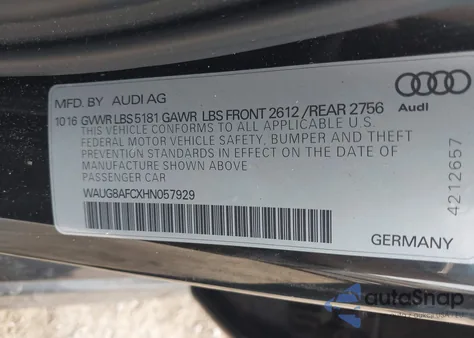 MFD. BY AUDI AG
Audi
10 16 GVWR LBS 5181 GAWR LBS FRONT 2612 /REAR 2756
THIS VEHICLE CONFORMS TO ALL APPLICABLE U.S.
FEDERAL MOTOR VEHICLE SAFETY, BUMPER AND THEFT
PREVENTION STANDARDS IN EFFECT ON THE DATE OF
MANUFACTURE SHOWN ABOVE.
PASSENGER CAR
WAUG8AFCXHN057929
4212657
GERMANY
autoSnap